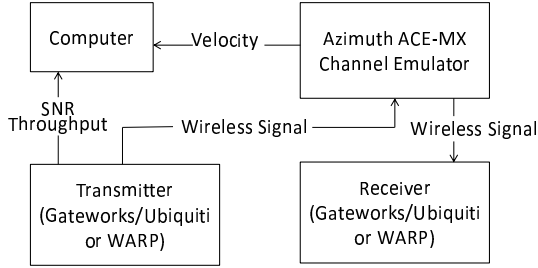 Computer
Velocity
Azimuth ACE-MX
Channel Emulator
SNR
Throughput
Wireless Signal
Wireless Signal
Transmitter
(Gateworks/Ubiquiti
or WARP)
Receiver
(Gateworks/Ubiquiti
or WARP)